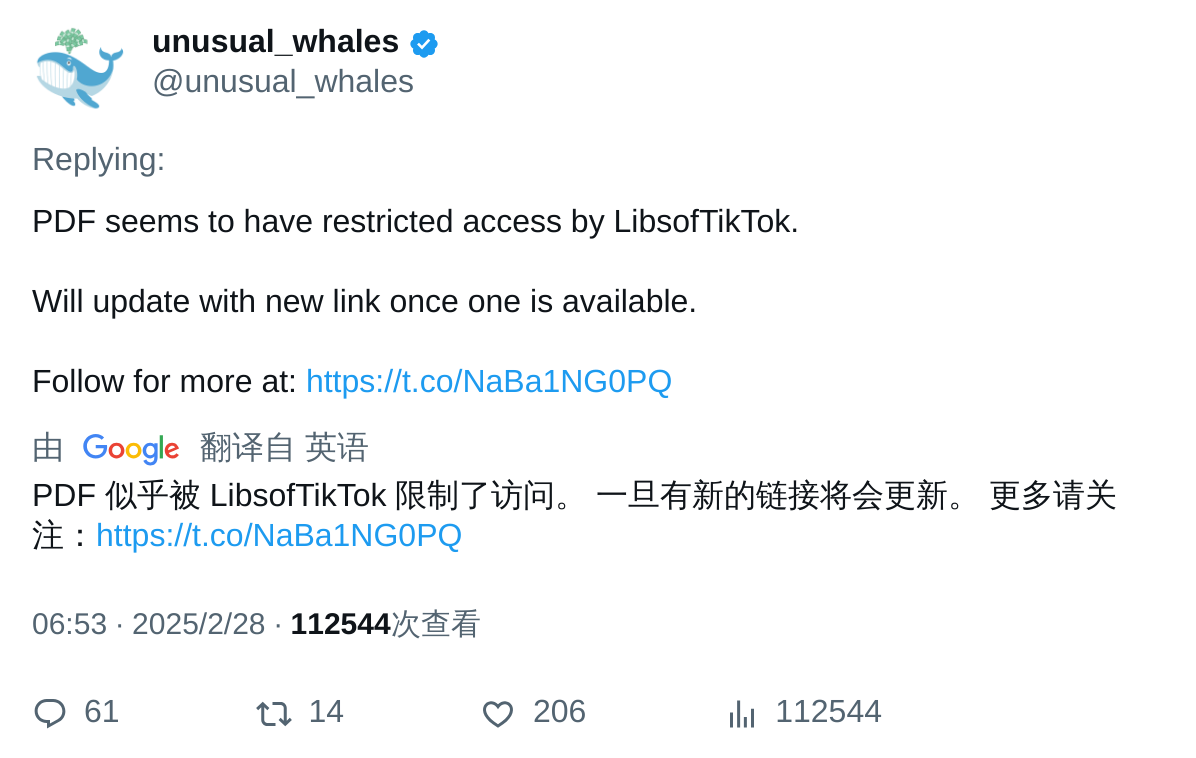 unusual_whales
@unusual_whales
Replying:
PDF seems to have restricted access by LibsofTikTok.
Will update with new link once one is available.
Follow for more at: https://t.co/NaBa1NG0PQ
由 Google 翻译自 英语
PDF 似乎被 LibsofTikTok 限制了访问。 一旦有新的链接将会更新。 更多请关
注：https://t.co/NaBa1NG0PQ
06:53 · 2025/2/28 · 112544次查看
61 14 206 112544